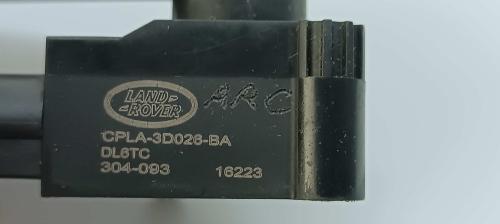 LAND ROVER
ARC
CPLA-3D026-BA
DL6TC
304-093 16223